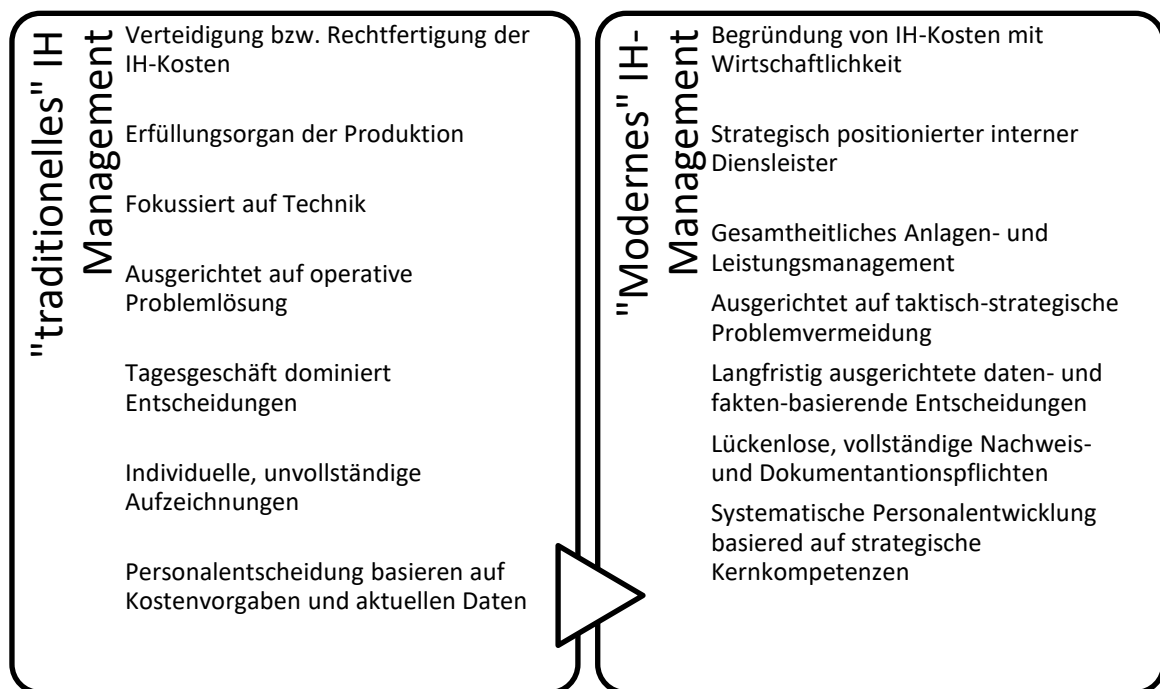 "traditionelles" IH
Management
Verteidigung bzw. Rechtfertigung der
IH-Kosten
Erfüllungsorgan der Produktion
Fokussiert auf Technik
Ausgerichtet auf operative
Problemlösung
Tagesgeschäft dominiert
Entscheidungen
Individuelle, unvollständige
Aufzeichnungen
Personalentscheidung basieren auf
Kostenvorgaben und aktuellen Daten
"Modernes" IH-
Management
Begründung von IH-Kosten mit
Wirtschaftlichkeit
Strategisch positionierter interner
Diensleister
Gesamtheitliches Anlagen- und
Leistungsmanagement
Ausgerichtet auf taktisch-strategische
Problemvermeidung
Langfristig ausgerichtete daten- und
fakten-basierende Entscheidungen
Lückenlose, vollständige Nachweis-
und Dokumentantionspflichten
Systematische Personalentwicklung
basiered auf strategische
Kernkompetenzen